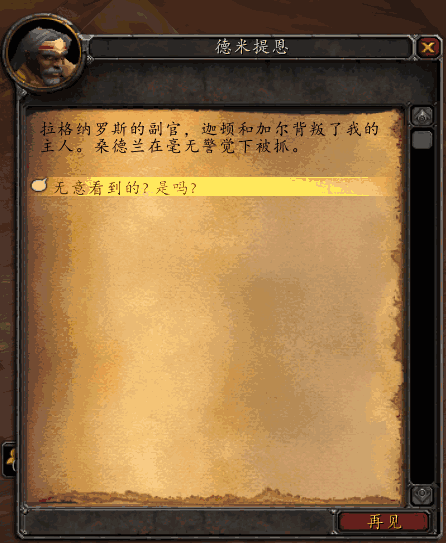 德米提恩
拉格纳罗斯的副官，迦顿和加尔背叛了我的
主人。桑德兰在毫无警觉下被抓。
无意看到的？是吗？
再见